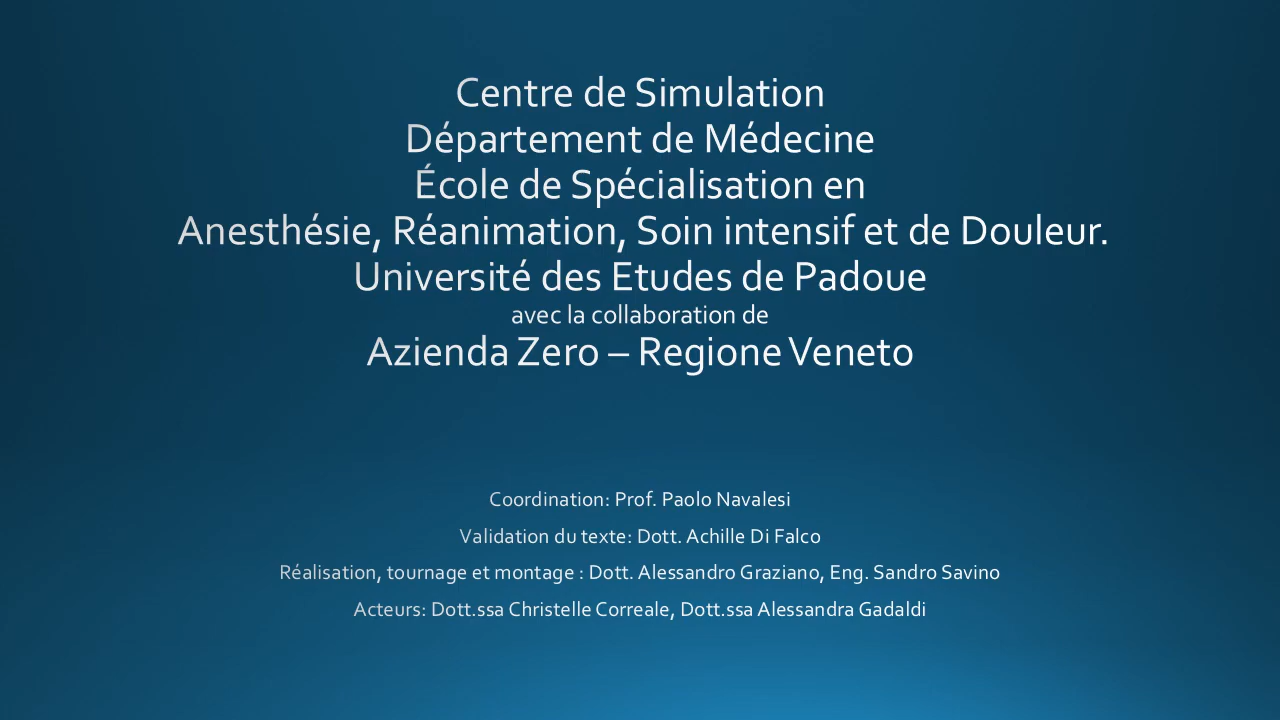 Centre de Simulation
Département de Médecine
École de Spécialisation en
Anesthésie, Réanimation, Soin intensif et de Douleur.
Université des Etudes de Padoue
avec la collaboration de
Azienda Zero – Regione Veneto
Coordination: Prof. Paolo Navalesi
Validation du texte: Dott. Achille Di Falco
Réalisation, tournage et montage : Dott. Alessandro Graziano, Eng. Sandro Savino
Acteurs: Dott.ssa Christelle Correale, Dott.ssa Alessandra Gadaldi